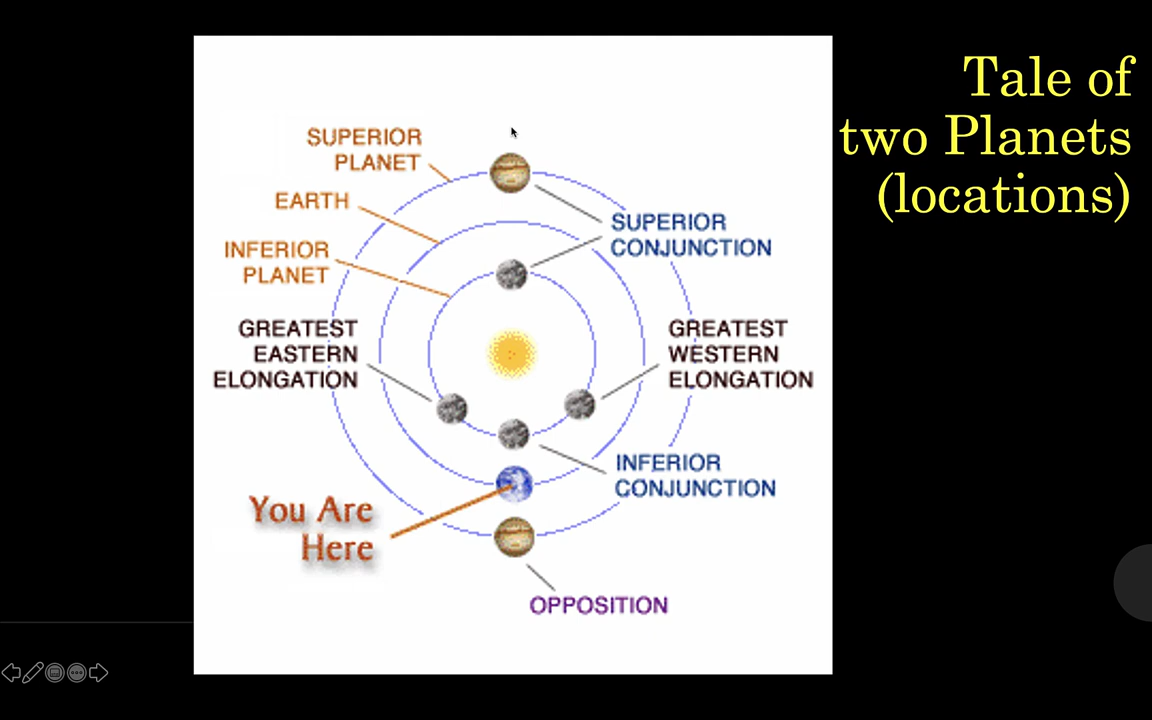 Tale of
two Planets
(locations)
SUPERIOR
PLANET
EARTH
INFERIOR
PLANET
SUPERIOR
CONJUNCTION
GREATEST
EASTERN
ELONGATION
GREATEST
WESTERN
ELONGATION
INFERIOR
CONJUNCTION
You Are
Here
OPPOSITION